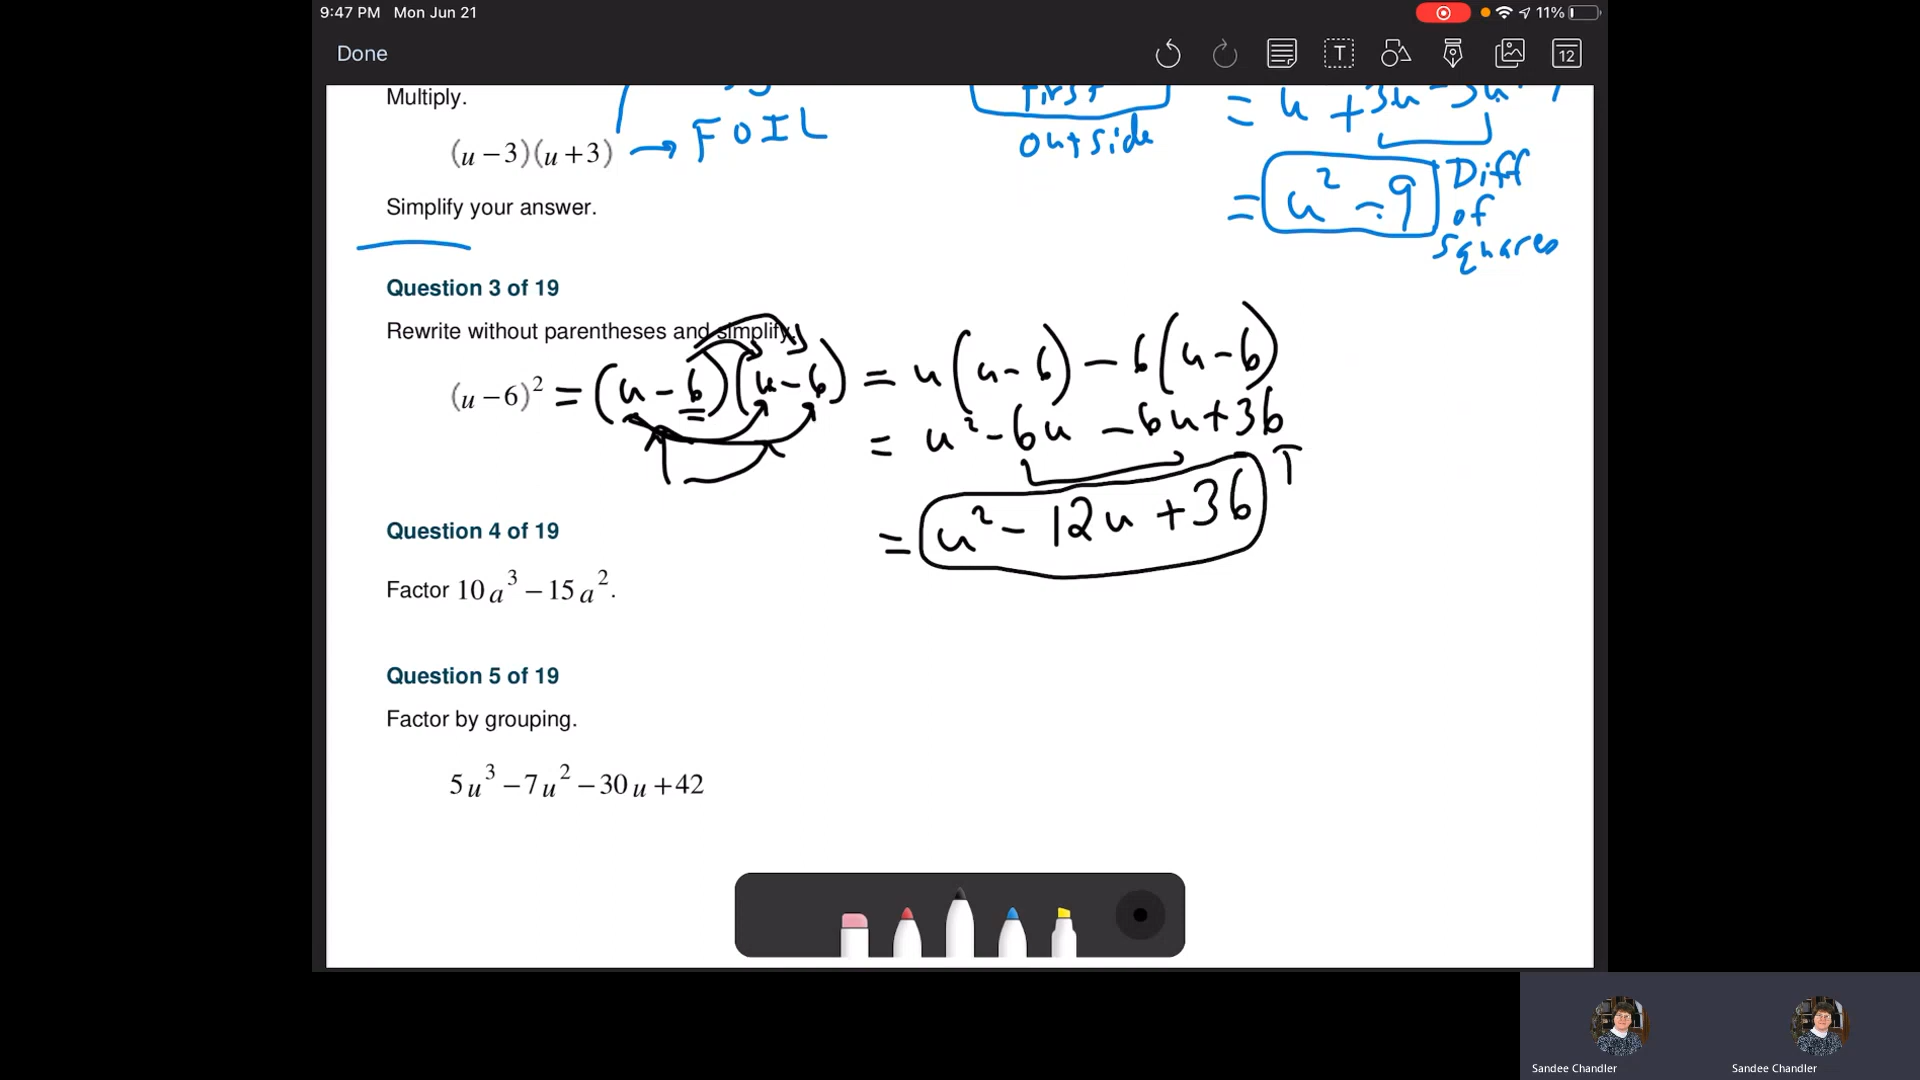 9:47 PM Mon Jun 21
11%
Done
T
12
Multiply.
(u − 3)(u + 3) → FOIL
first
outside
= u + 3u − 3u
= u² − 9 Diff of squares
Simplify your answer.
Question 3 of 19
Rewrite without parentheses and simplify.
(u − 6)² = (u − 6)(u − 6) = u(u − 6) − 6(u − 6)
= u² − 6u − 6u + 36
= u² − 12u + 36
Question 4 of 19
Factor 10a³ − 15a².
Question 5 of 19
Factor by grouping.
5u³ − 7u² − 30u + 42
Sandee Chandler Sandee Chandler